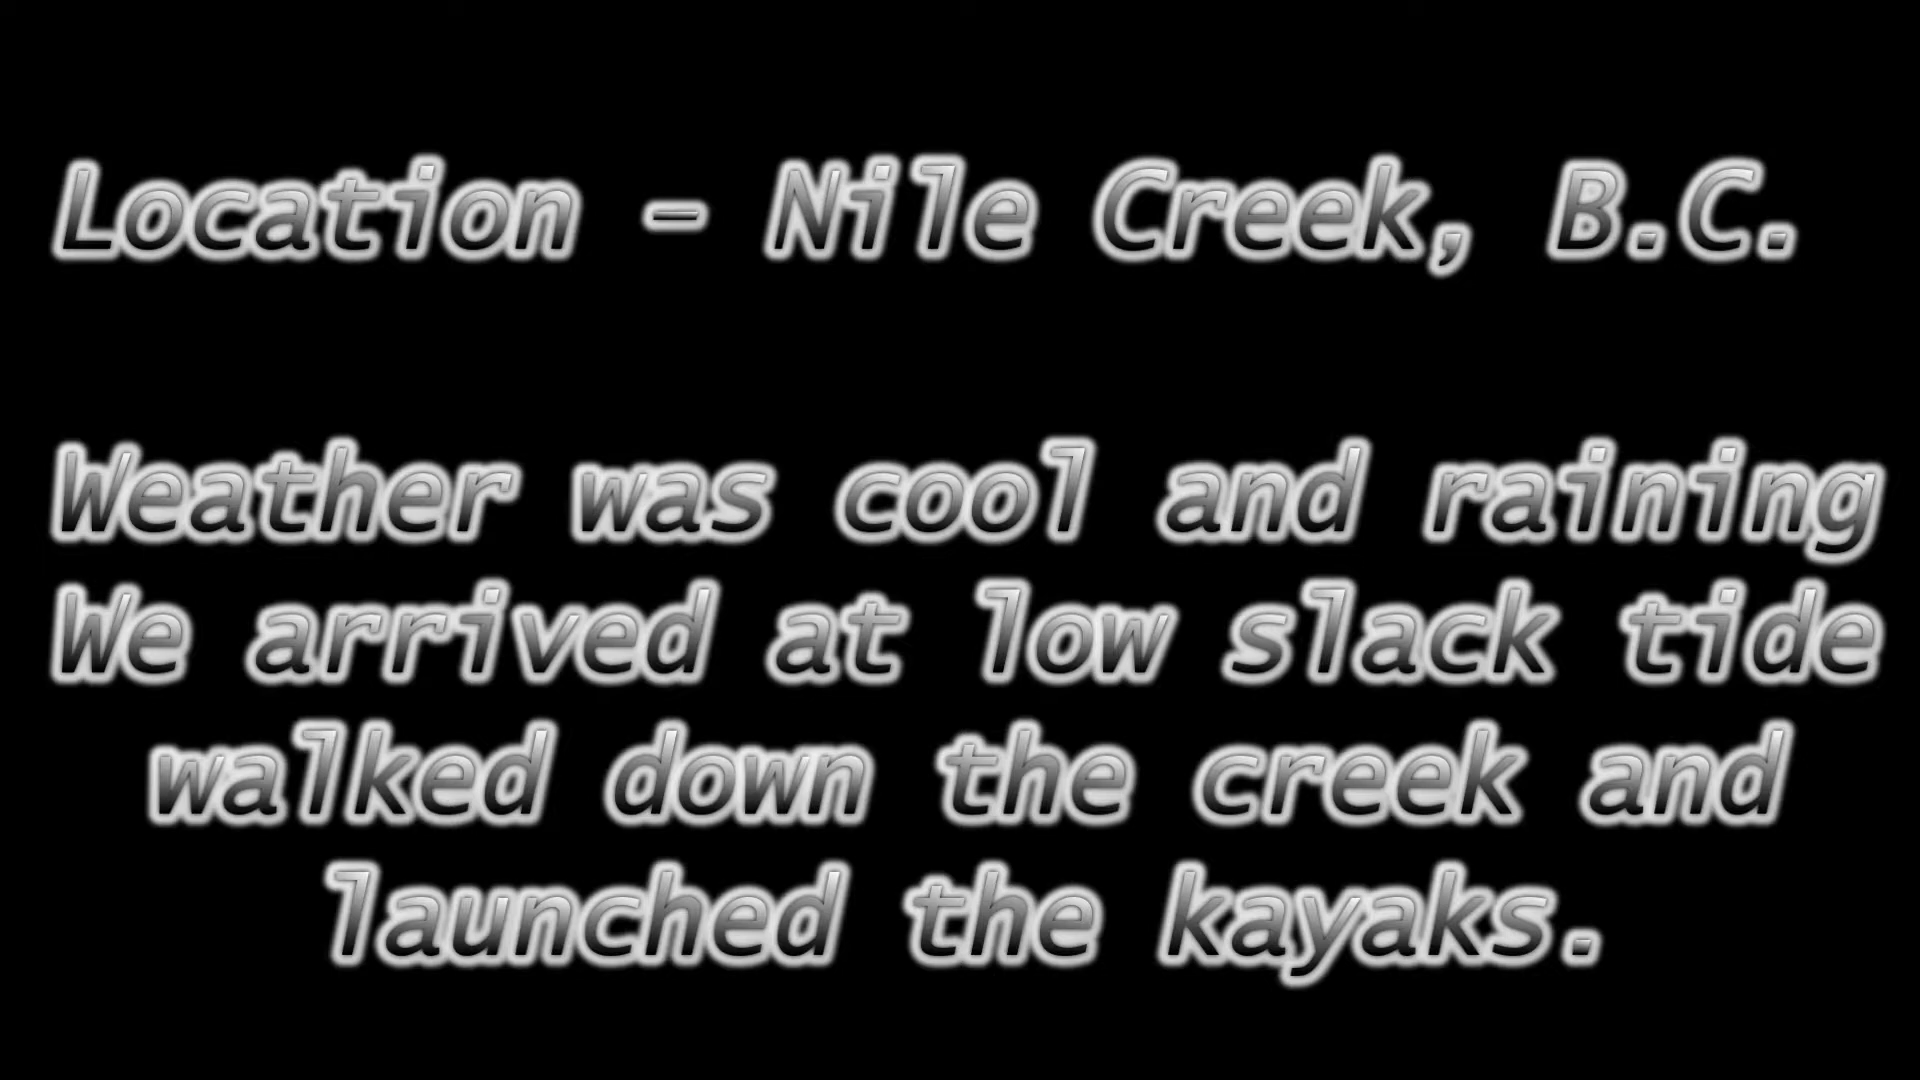 Location - Nile Creek, B.C.
Weather was cool and raining
We arrived at low slack tide
walked down the creek and
launched the kayaks.